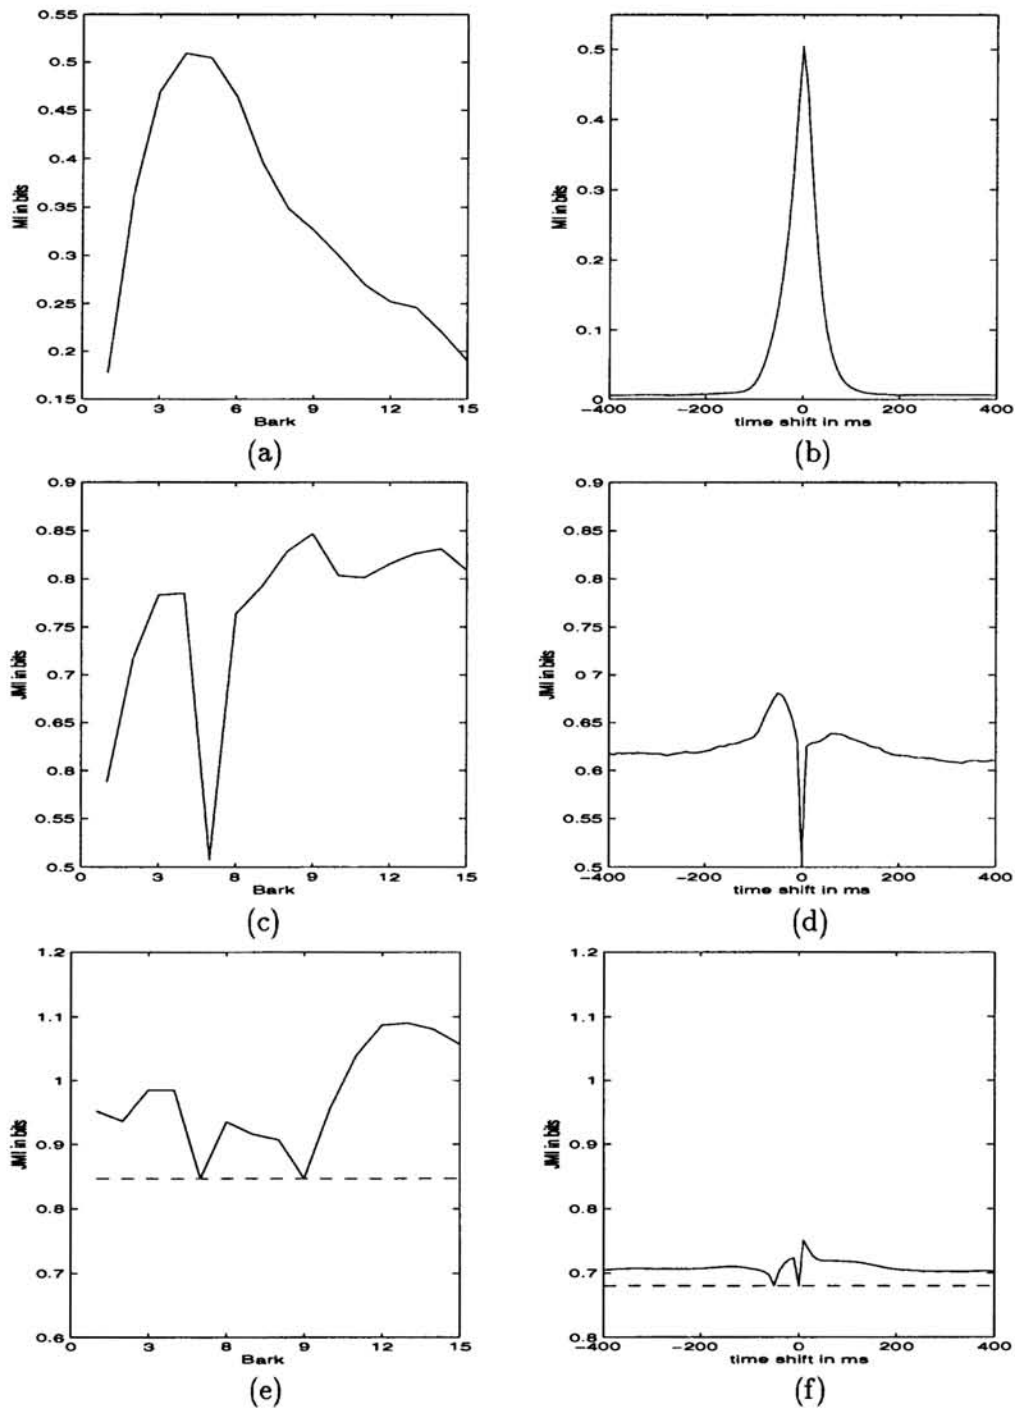 0.55
0.5
0.45
0.4
0.35
0.3
0.25
0.2
0.15
MI in bits
0 3 6 9 12 15
Bark
(a)
0.5
0.4
0.3
0.2
0.1
0
MI in bits
−400 −200 0 200 400
time shift in ms
(b)
0.9
0.85
0.8
0.75
0.7
0.65
0.8
0.55
0.5
JMI in bits
0 3 8 9 12 15
Bark
(c)
0.9
0.85
0.8
0.75
0.7
0.65
0.6
0.55
0.5
JMI in bits
−400 −200 0 200 400
time shift in ms
(d)
1.2
1.1
1
0.9
0.8
0.7
0.6
JMI in bits
0 3 6 9 12 15
Bark
(e)
1.2
1.1
1
0.9
0.8
0.7
0.8
JMI in bits
−400 −200 0 200 400
time shift in ms
(f)